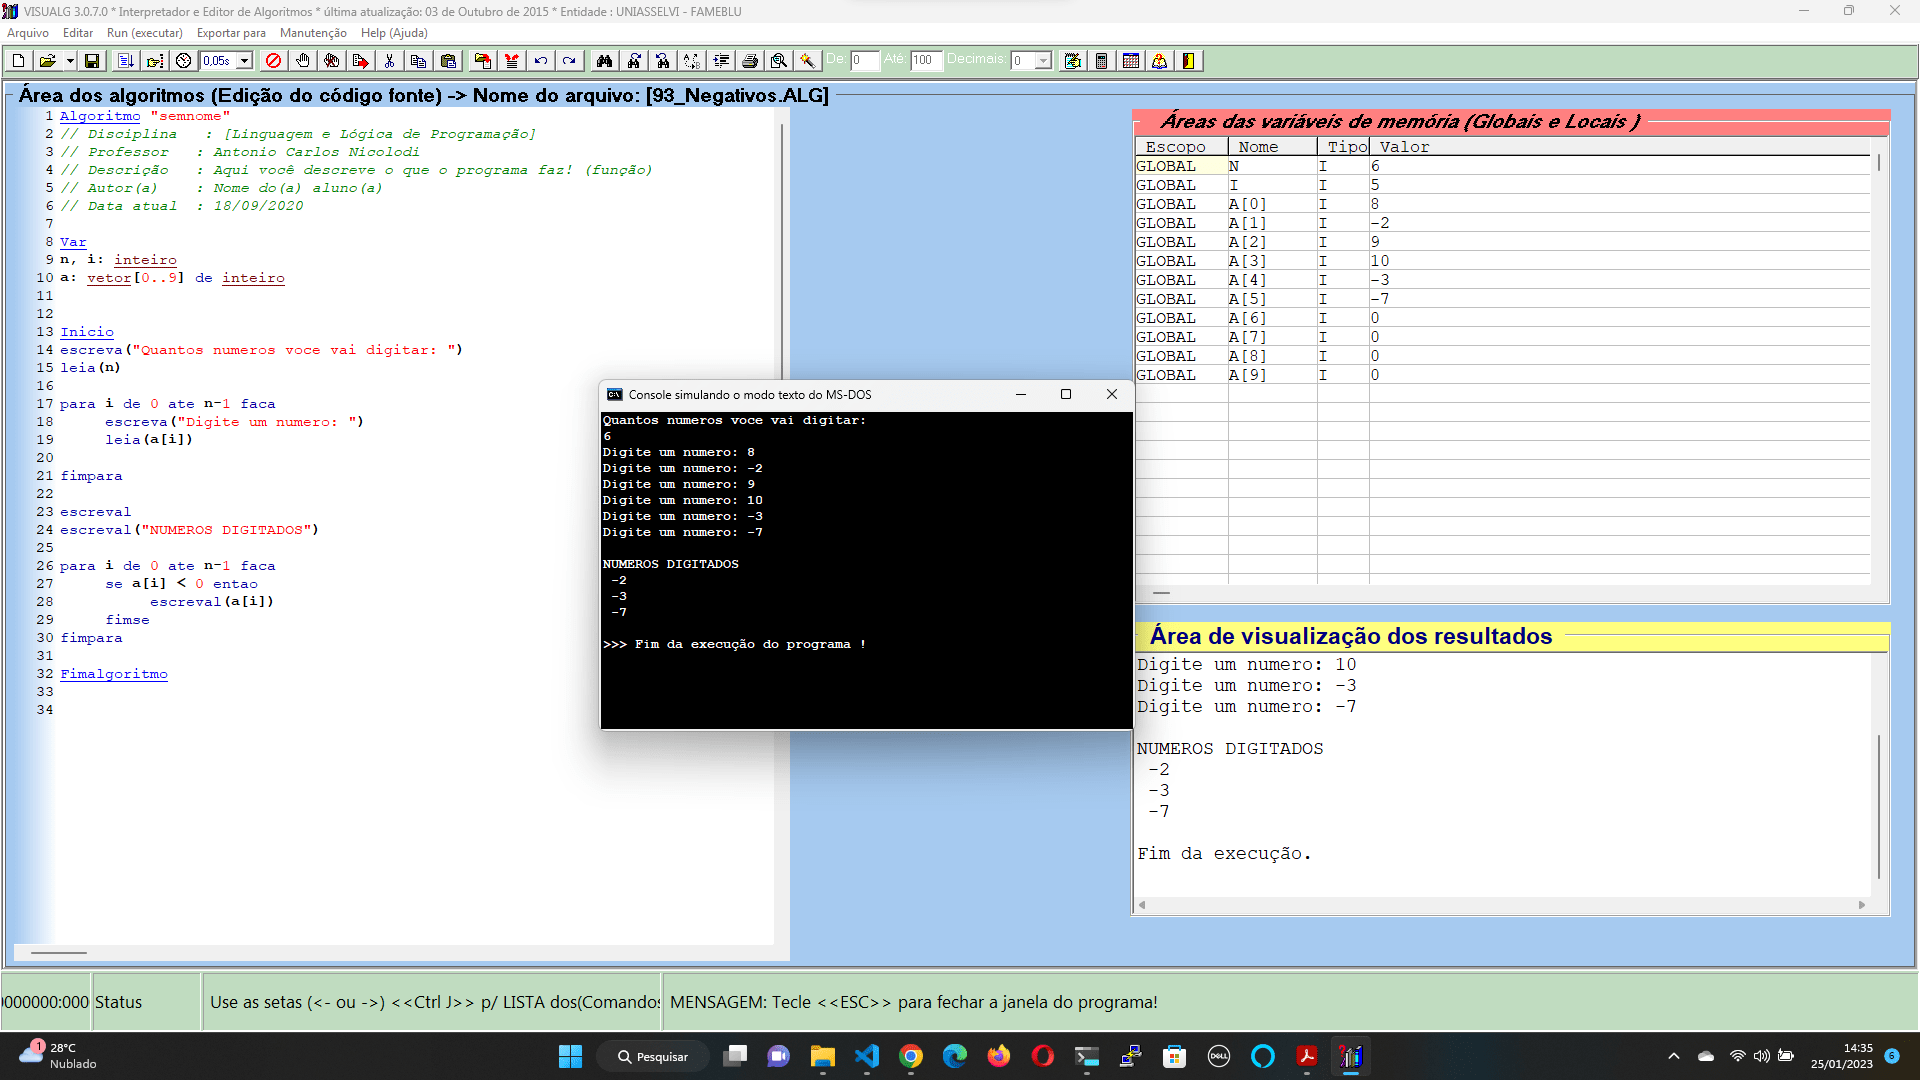 VISUALG 3.0.7.0 * Interpretador e Editor de Algoritmos * última atualização: 03 de Outubro de 2015 * Entidade : UNIASSELVI - FAMEBLU
Arquivo Editar Run (executar) Exportar para Manutenção Help (Ajuda)
0,05s De: 0 Até: 100 Decimais: 0
Área dos algoritmos (Edição do código fonte) -> Nome do arquivo: [93_Negativos.ALG]
1 Algoritmo "semnome"
2 // Disciplina : [Linguagem e Lógica de Programação]
3 // Professor : Antonio Carlos Nicolodi
4 // Descrição : Aqui você descreve o que o programa faz! (função)
5 // Autor(a) : Nome do(a) aluno(a)
6 // Data atual : 18/09/2020
7
8 Var
9 n, i: inteiro
10 a: vetor[0..9] de inteiro
11
12
13 Inicio
14 escreva("Quantos numeros voce vai digitar: ")
15 leia(n)
16
17 para i de 0 ate n-1 faca
18 escreva("Digite um numero: ")
19 leia(a[i])
20
21 fimpara
22
23 escreval
24 escreval("NUMEROS DIGITADOS")
25
26 para i de 0 ate n-1 faca
27 se a[i] < 0 entao
28 escreval(a[i])
29 fimse
30 fimpara
31
32 Fimalgoritmo
33
34
Console simulando o modo texto do MS-DOS
Quantos numeros voce vai digitar:
6
Digite um numero: 8
Digite um numero: -2
Digite um numero: 9
Digite um numero: 10
Digite um numero: -3
Digite um numero: -7
NUMEROS DIGITADOS
-2
-3
-7
>>> Fim da execução do programa !
Áreas das variáveis de memória (Globais e Locais )
Escopo Nome Tipo Valor
GLOBAL N I 6
GLOBAL I I 5
GLOBAL A[0] I 8
GLOBAL A[1] I -2
GLOBAL A[2] I 9
GLOBAL A[3] I 10
GLOBAL A[4] I -3
GLOBAL A[5] I -7
GLOBAL A[6] I 0
GLOBAL A[7] I 0
GLOBAL A[8] I 0
GLOBAL A[9] I 0
Área de visualização dos resultados
Digite um numero: 10
Digite um numero: -3
Digite um numero: -7
NUMEROS DIGITADOS
-2
-3
-7
Fim da execução.
0000000:000 Status Use as setas (<- ou ->) <<Ctrl J>> p/ LISTA dos(Comandos MENSAGEM: Tecle <<ESC>> para fechar a janela do programa!
1 28°C
Nublado
Pesquisar
DELL
14:35
25/01/2023
6